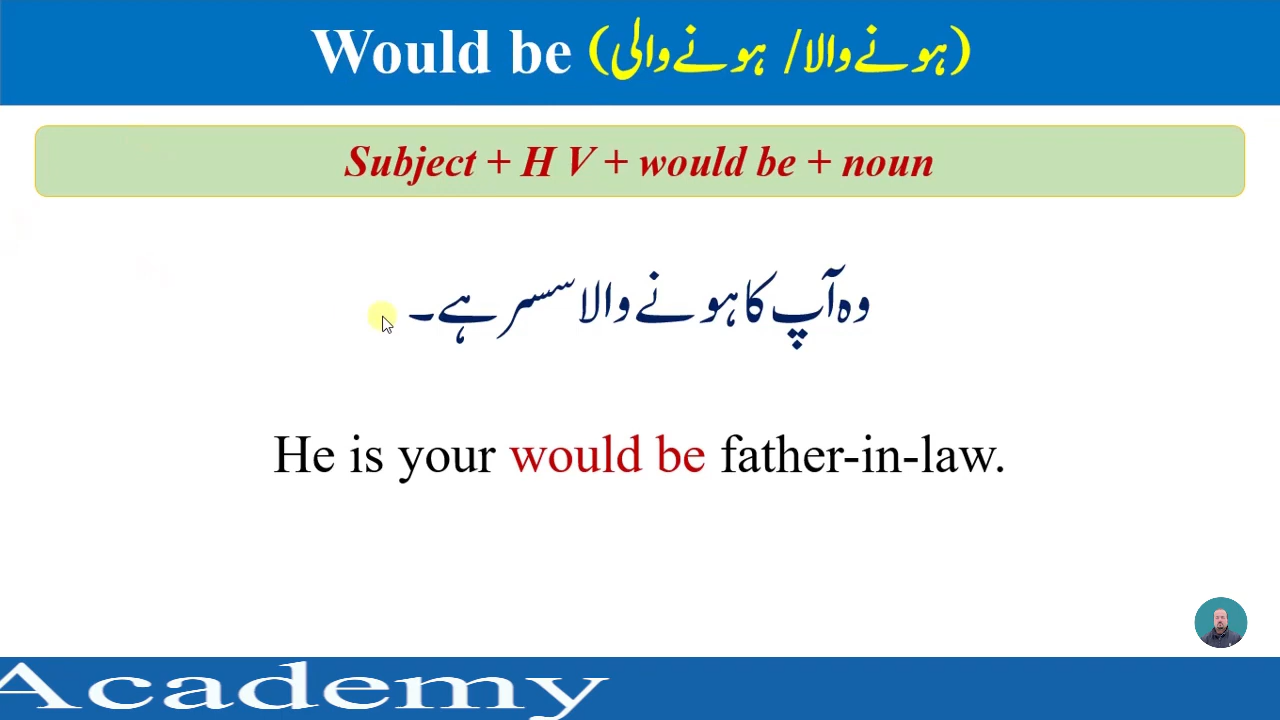 Would be (ہونے والا/ ہونے والی)
Subject + H V + would be + noun
وہ آپ کا ہونے والا سسر ہے۔
He is your would be father-in-law.
Academy